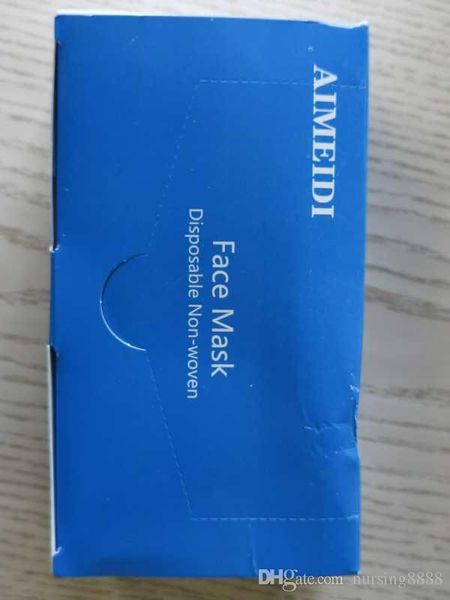 AIMEIDI
Face Mask
Disposable Non-woven
DHgate.com nursing8888